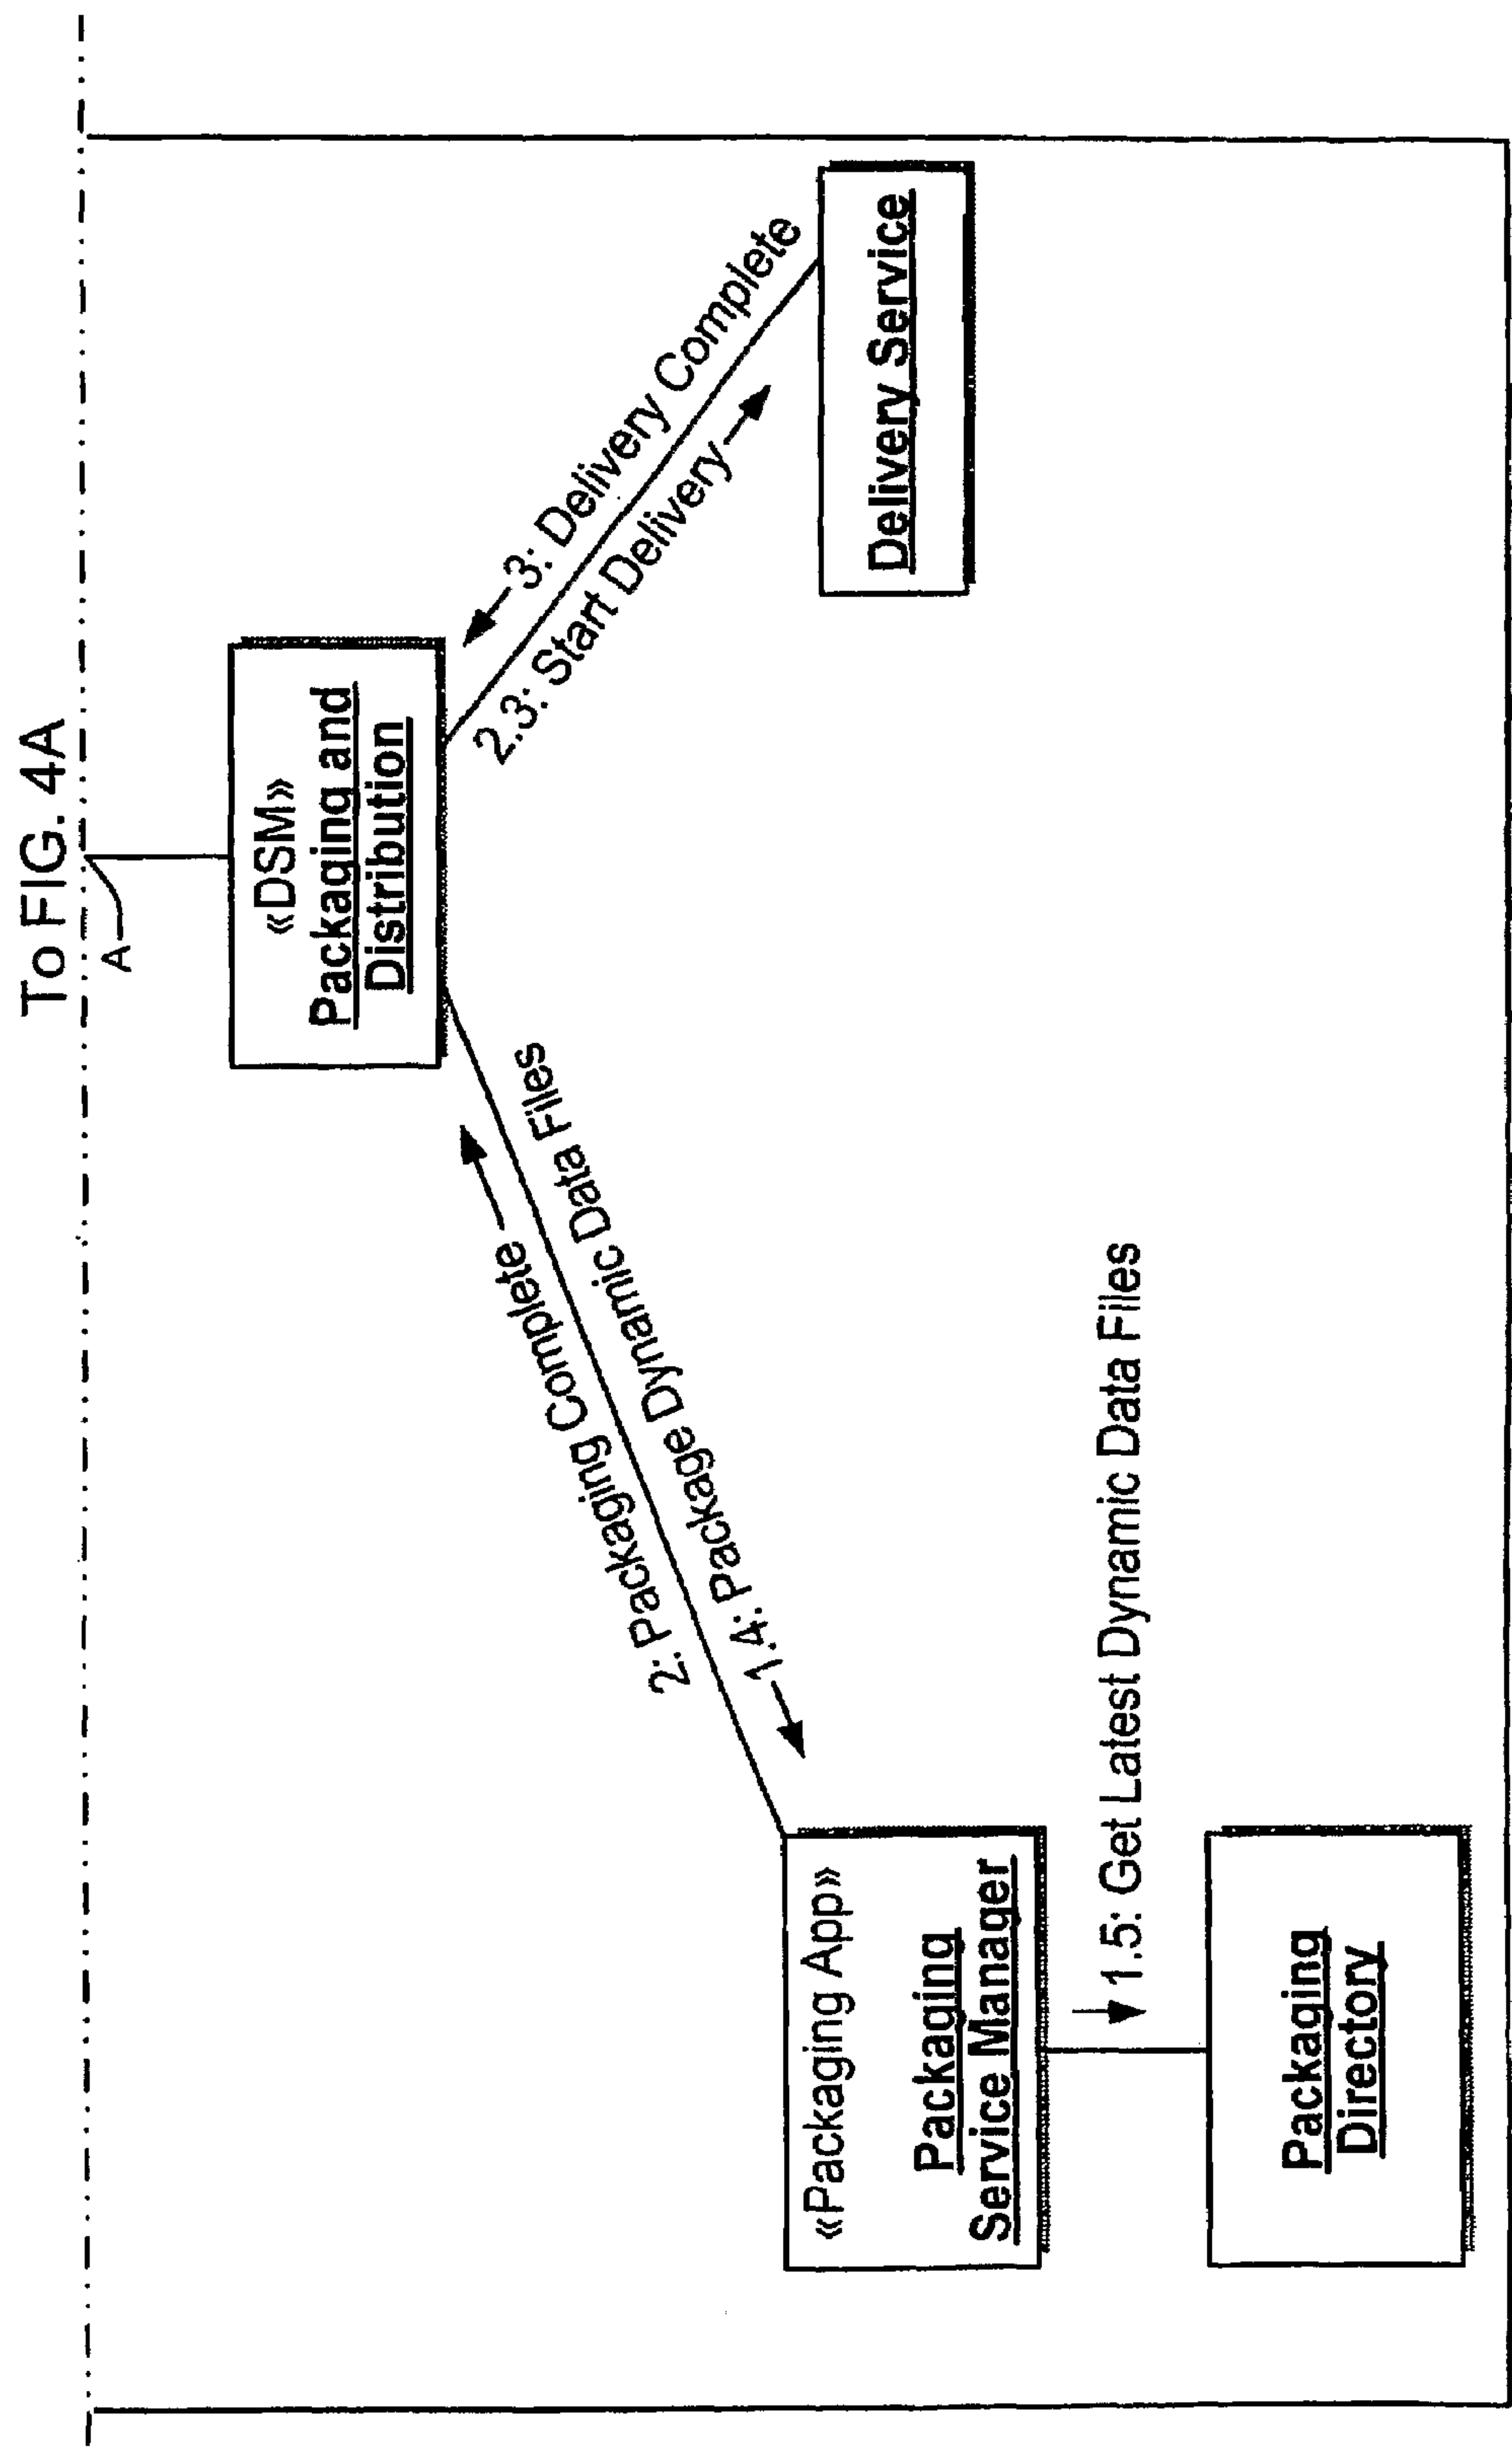 To FIG. 4A
A
«DSM»
Packaging and
Distribution
2: Packaging Complete
1.4: Package Dynamic Data Files
3: Delivery Complete
2.3: Start Delivery
«Packaging App»
Packaging
Service Manager
Delivery Service
1.5: Get Latest Dynamic Data Files
Packaging
Directory